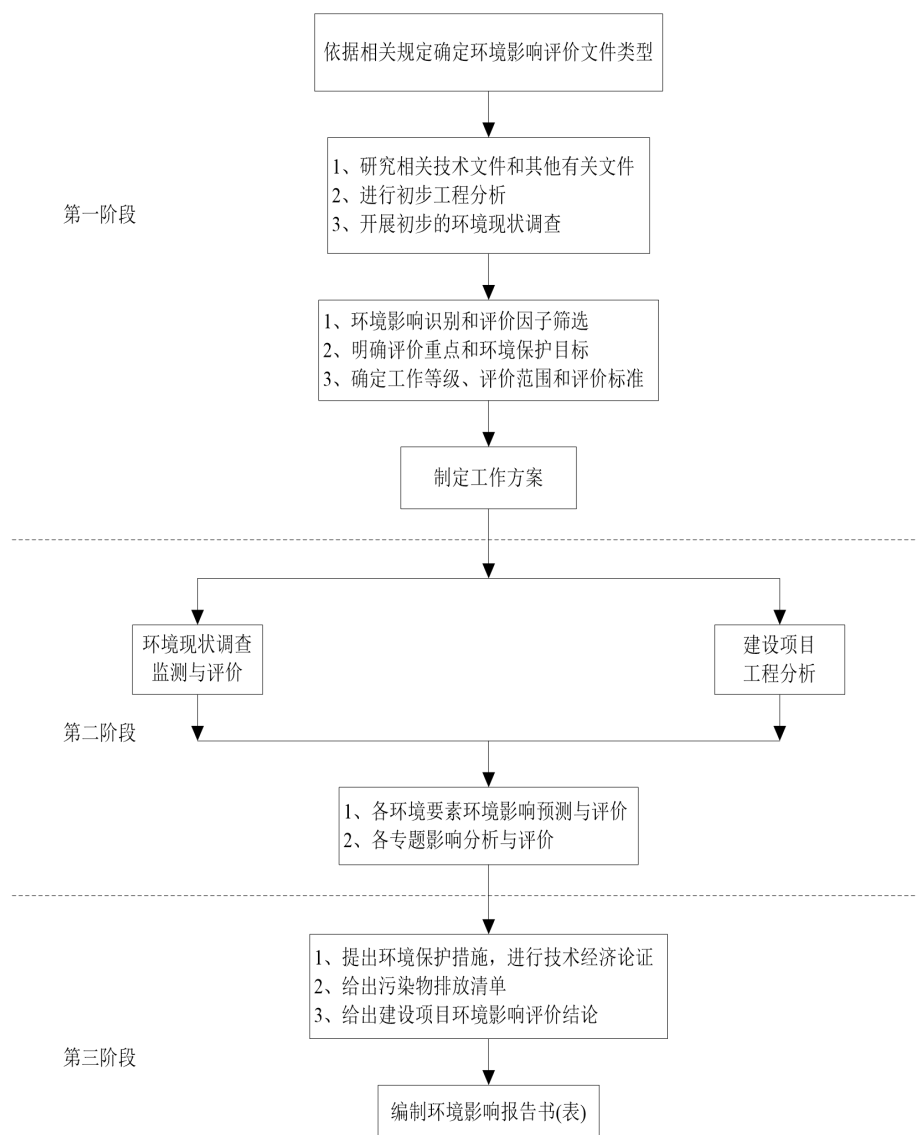 依据相关规定确定环境影响评价文件类型
1、研究相关技术文件和其他有关文件
2、进行初步工程分析
3、开展初步的环境现状调查
第一阶段
1、环境影响识别和评价因子筛选
2、明确评价重点和环境保护目标
3、确定工作等级、评价范围和评价标准
制定工作方案
环境现状调查
监测与评价
建设项目
工程分析
第二阶段
1、各环境要素环境影响预测与评价
2、各专题影响分析与评价
1、提出环境保护措施，进行技术经济论证
2、给出污染物排放清单
3、给出建设项目环境影响评价结论
第三阶段
编制环境影响报告书(表)